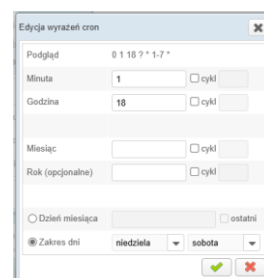 Edycja wyrażeń cron
Podgląd 0 1 18 ? * 1-7 *
Minuta 1 cykl
Godzina 18 cykl
Miesiąc cykl
Rok (opcjonalne) cykl
Dzień miesiąca ostatni
Zakres dni niedziela sobota